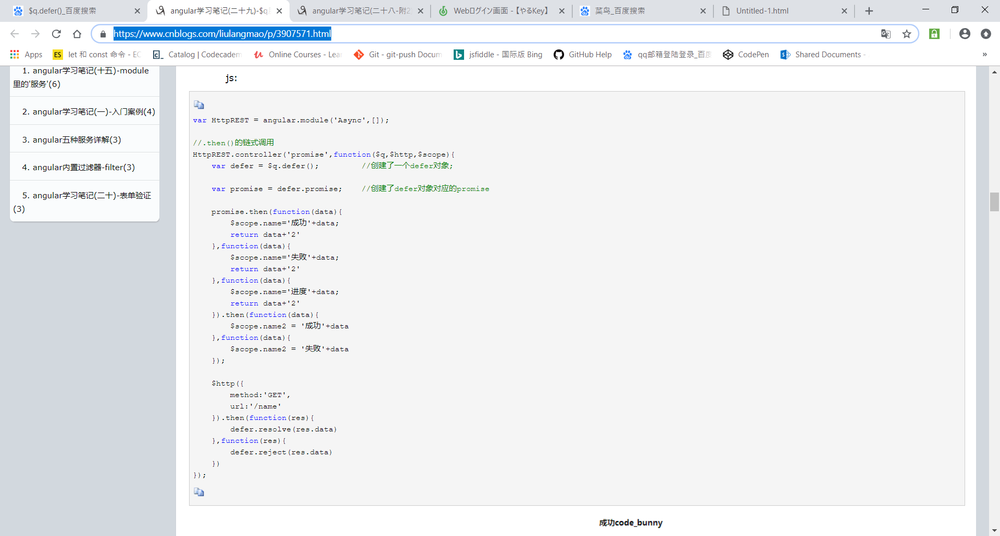 $q.defer()_百度搜索
angular学习笔记(二十九)-$q
angular学习笔记(二十八-附2
Webログイン画面 -【やるKey】
菜鸟_百度搜索
Untitled-1.html
https://www.cnblogs.com/liulangmao/p/3907571.html
Apps
ES
let 和 const 命令 - EC
Catalog | Codecadem
Online Courses - Lear
Git - git-push Docum
jsfiddle - 国际版 Bing
GitHub Help
qq邮箱登陆登录_百度
CodePen
Shared Documents -
»
1. angular学习笔记(十五)-module
里的'服务'(6)
2. angular学习笔记(一)-入门案例(4)
3. angular五种服务详解(3)
4. angular内置过滤器-filter(3)
5. angular学习笔记(二十)-表单验证
(3)
js:
var HttpREST = angular.module('Async',[]);
//.then()的链式调用
HttpREST.controller('promise',function($q,$http,$scope){
var defer = $q.defer(); //创建了一个defer对象;
var promise = defer.promise; //创建了defer对象对应的promise
promise.then(function(data){
$scope.name='成功'+data;
return data+'2'
},function(data){
$scope.name='失败'+data;
return data+'2'
},function(data){
$scope.name='进度'+data;
return data+'2'
}).then(function(data){
$scope.name2 = '成功'+data
},function(data){
$scope.name2 = '失败'+data
});
$http({
method:'GET',
url:'/name'
}).then(function(res){
defer.resolve(res.data)
},function(res){
defer.reject(res.data)
})
});
成功code_bunny